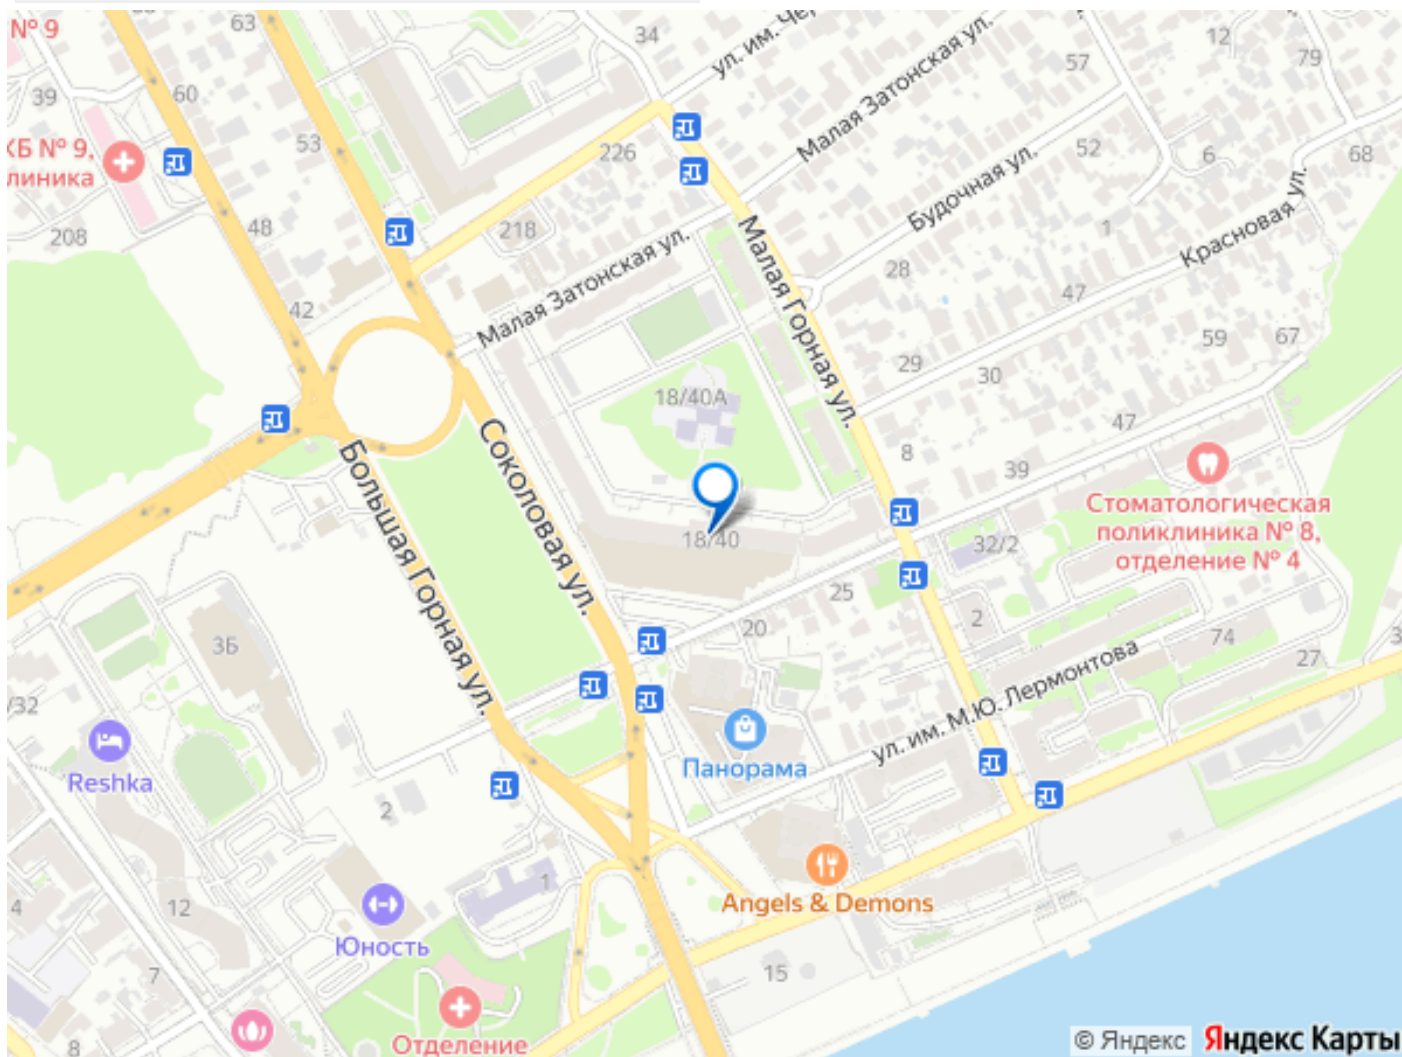 № 9
63
34
ул. им. Чер
Малая Затонская ул.
12
79
57
39
60
53
КБ № 9,
линика
226
52
6
68
Будочная ул.
208
48
218
1
Красновая ул.
Малая Затонская ул.
Малая Горная ул.
28
47
42
59
67
29
30
18/40А
47
Соколовая ул.
8
39
Большая Горная ул.
Стоматологическая
поликлиника № 8,
отделение № 4
18/40
32/2
25
2
20
3Б
74
27
3
ул. им. М.Ю. Лермонтова
/32
Reshka
Панорама
2
1
Angels & Demons
4
12
Юность
7
15
Отделение
8
© Яндекс
Яндекс Карты